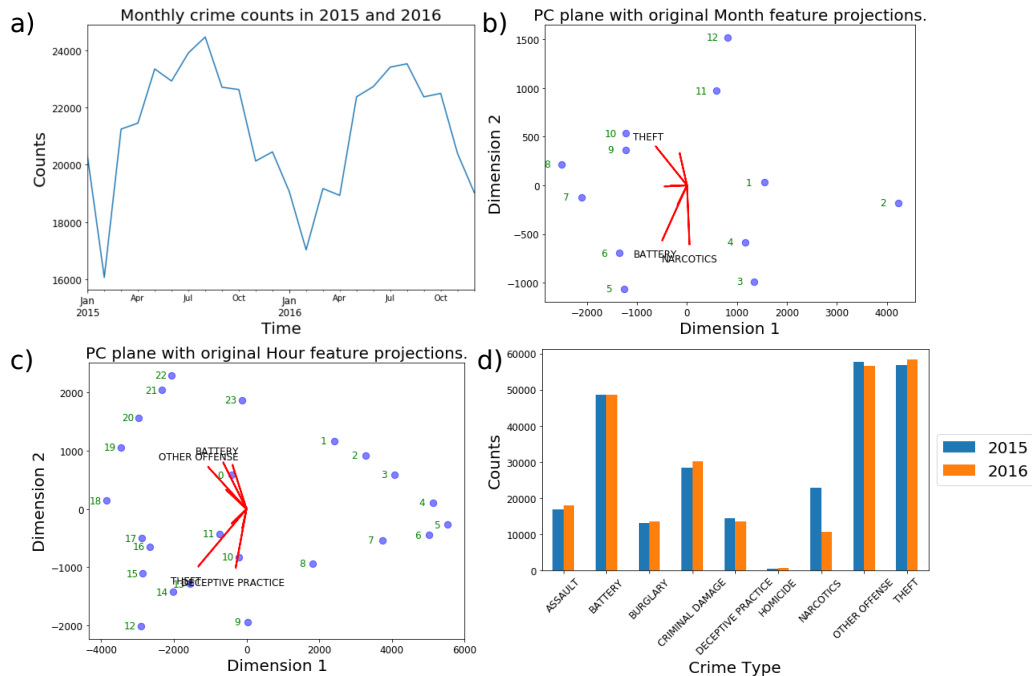 a)
Monthly crime counts in 2015 and 2016
24000
22000
20000
18000
16000
Counts
Jan
2015
Apr
Jul
Oct
Jan
2016
Apr
Jul
Oct
Time
b)
PC plane with original Month feature projections.
1500
1000
500
0
−500
−1000
Dimension 2
12
11
10
THEFT
9
8
7
1
2
4
6
BATTERY
NARCOTICS
3
5
−2000
0
2000
4000
Dimension 1
c)
PC plane with original Hour feature projections.
2000
1000
0
−1000
−2000
Dimension 2
22
21
23
20
19
1
BATTERY
OTHER OFFENSE
2
0
3
18
4
5
17
11
6
16
7
10
8
15
THEFT
13
DECEPTIVE PRACTICE
14
12
9
−4000
−2000
0
2000
4000
6000
Dimension 1
d)
60000
50000
40000
30000
20000
10000
0
Counts
2015
2016
ASSAULT
BATTERY
BURGLARY
CRIMINAL DAMAGE
DECEPTIVE PRACTICE
HOMICIDE
NARCOTICS
OTHER OFFENSE
THEFT
Crime Type